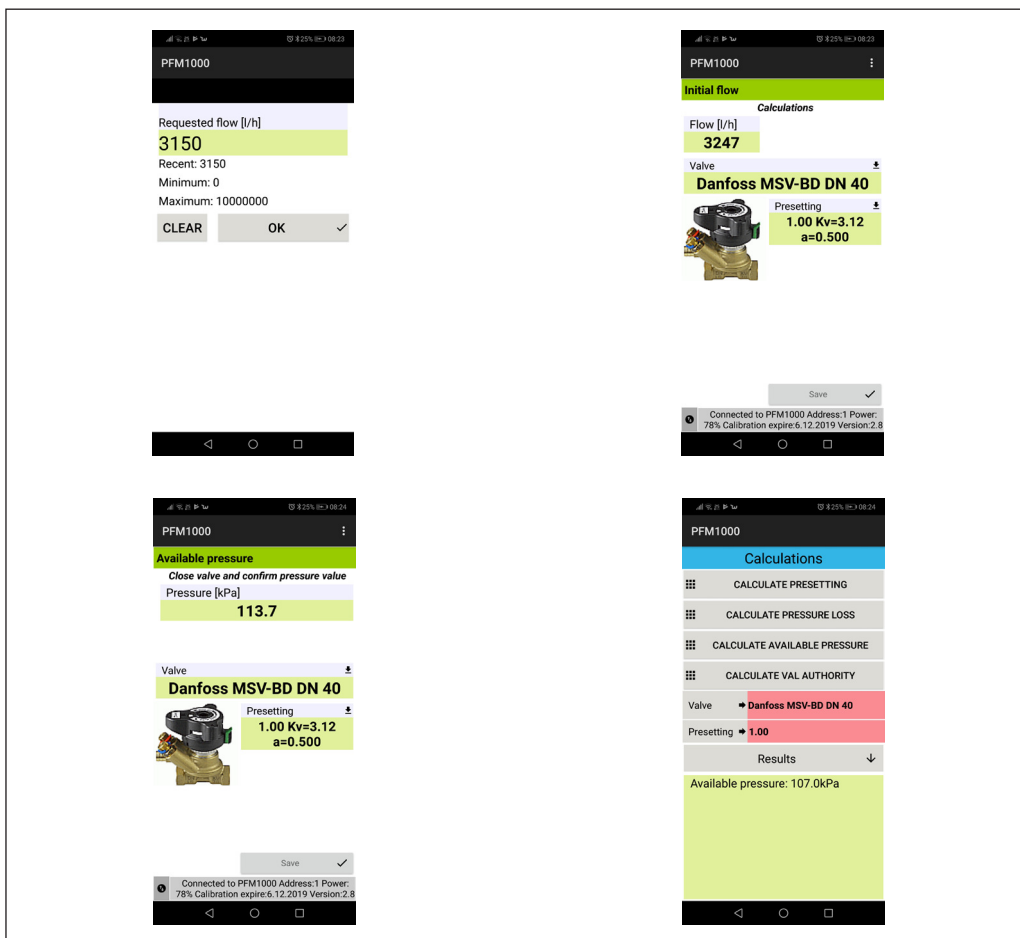 25% 08:23
PFM1000
Requested flow [l/h]
3150
Recent: 3150
Minimum: 0
Maximum: 10000000
CLEAR
OK
25% 08:23
PFM1000
Initial flow
Calculations
Flow [l/h]
3247
Valve
Danfoss MSV-BD DN 40
Presetting
1.00 Kv=3.12
a=0.500
Save
Connected to PFM1000 Address:1 Power:
78% Calibration expire:6.12.2019 Version:2.8
25% 08:24
PFM1000
Available pressure
Close valve and confirm pressure value
Pressure [kPa]
113.7
Valve
Danfoss MSV-BD DN 40
Presetting
1.00 Kv=3.12
a=0.500
Save
Connected to PFM1000 Address:1 Power:
78% Calibration expire:6.12.2019 Version:2.8
25% 08:24
PFM1000
Calculations
CALCULATE PRESETTING
CALCULATE PRESSURE LOSS
CALCULATE AVAILABLE PRESSURE
CALCULATE VAL AUTHORITY
Valve Danfoss MSV-BD DN 40
Presetting 1.00
Results
Available pressure: 107.0kPa